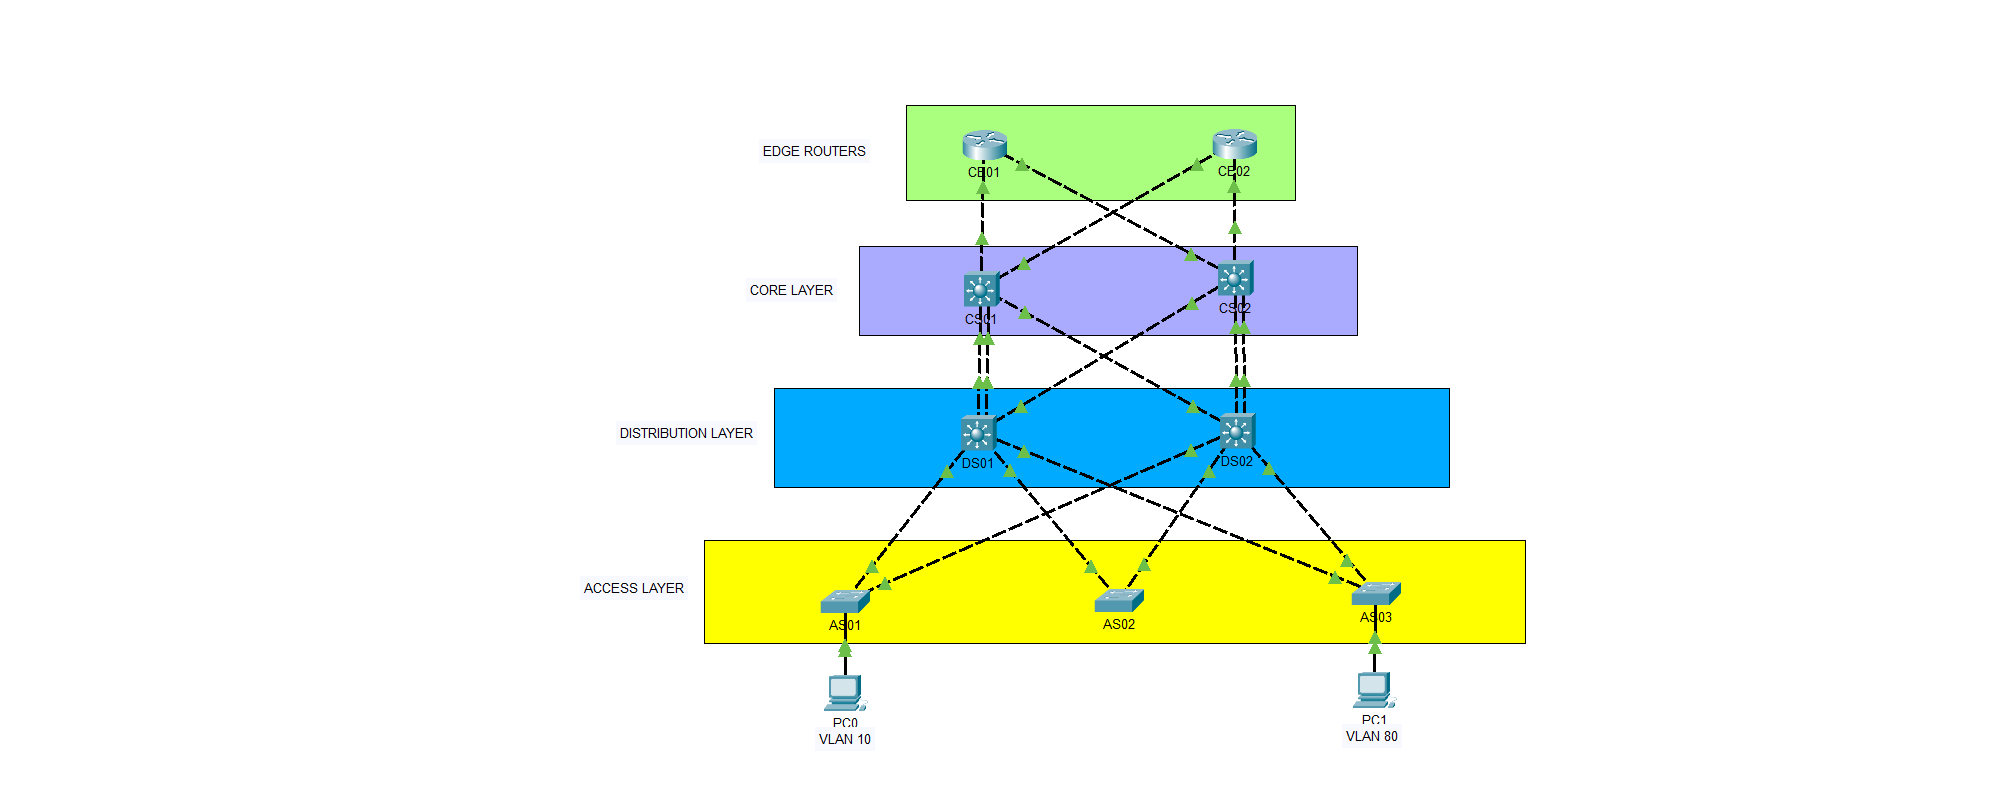 EDGE ROUTERS
CE01
CE02
CORE LAYER
CS01
CS02
DISTRIBUTION LAYER
DS01
DS02
ACCESS LAYER
AS01
AS02
AS03
PC0
VLAN 10
PC1
VLAN 80